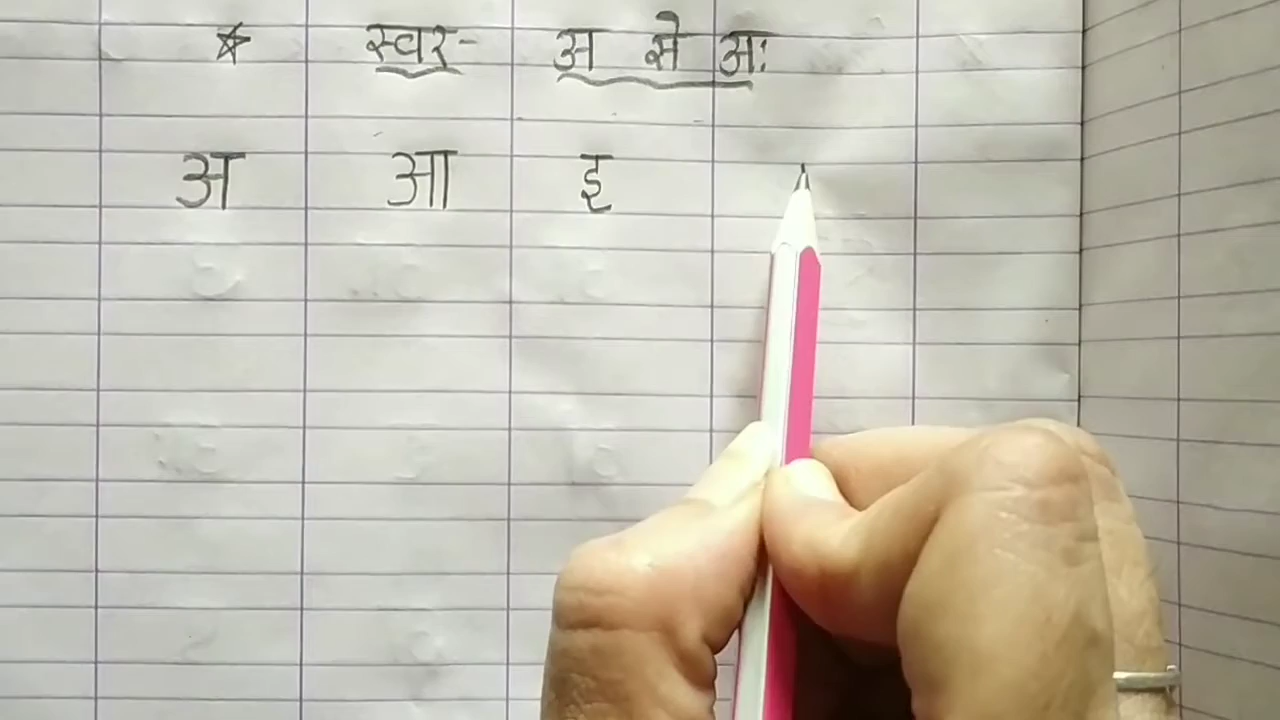 * स्वर- अ से अः
अ आ इ